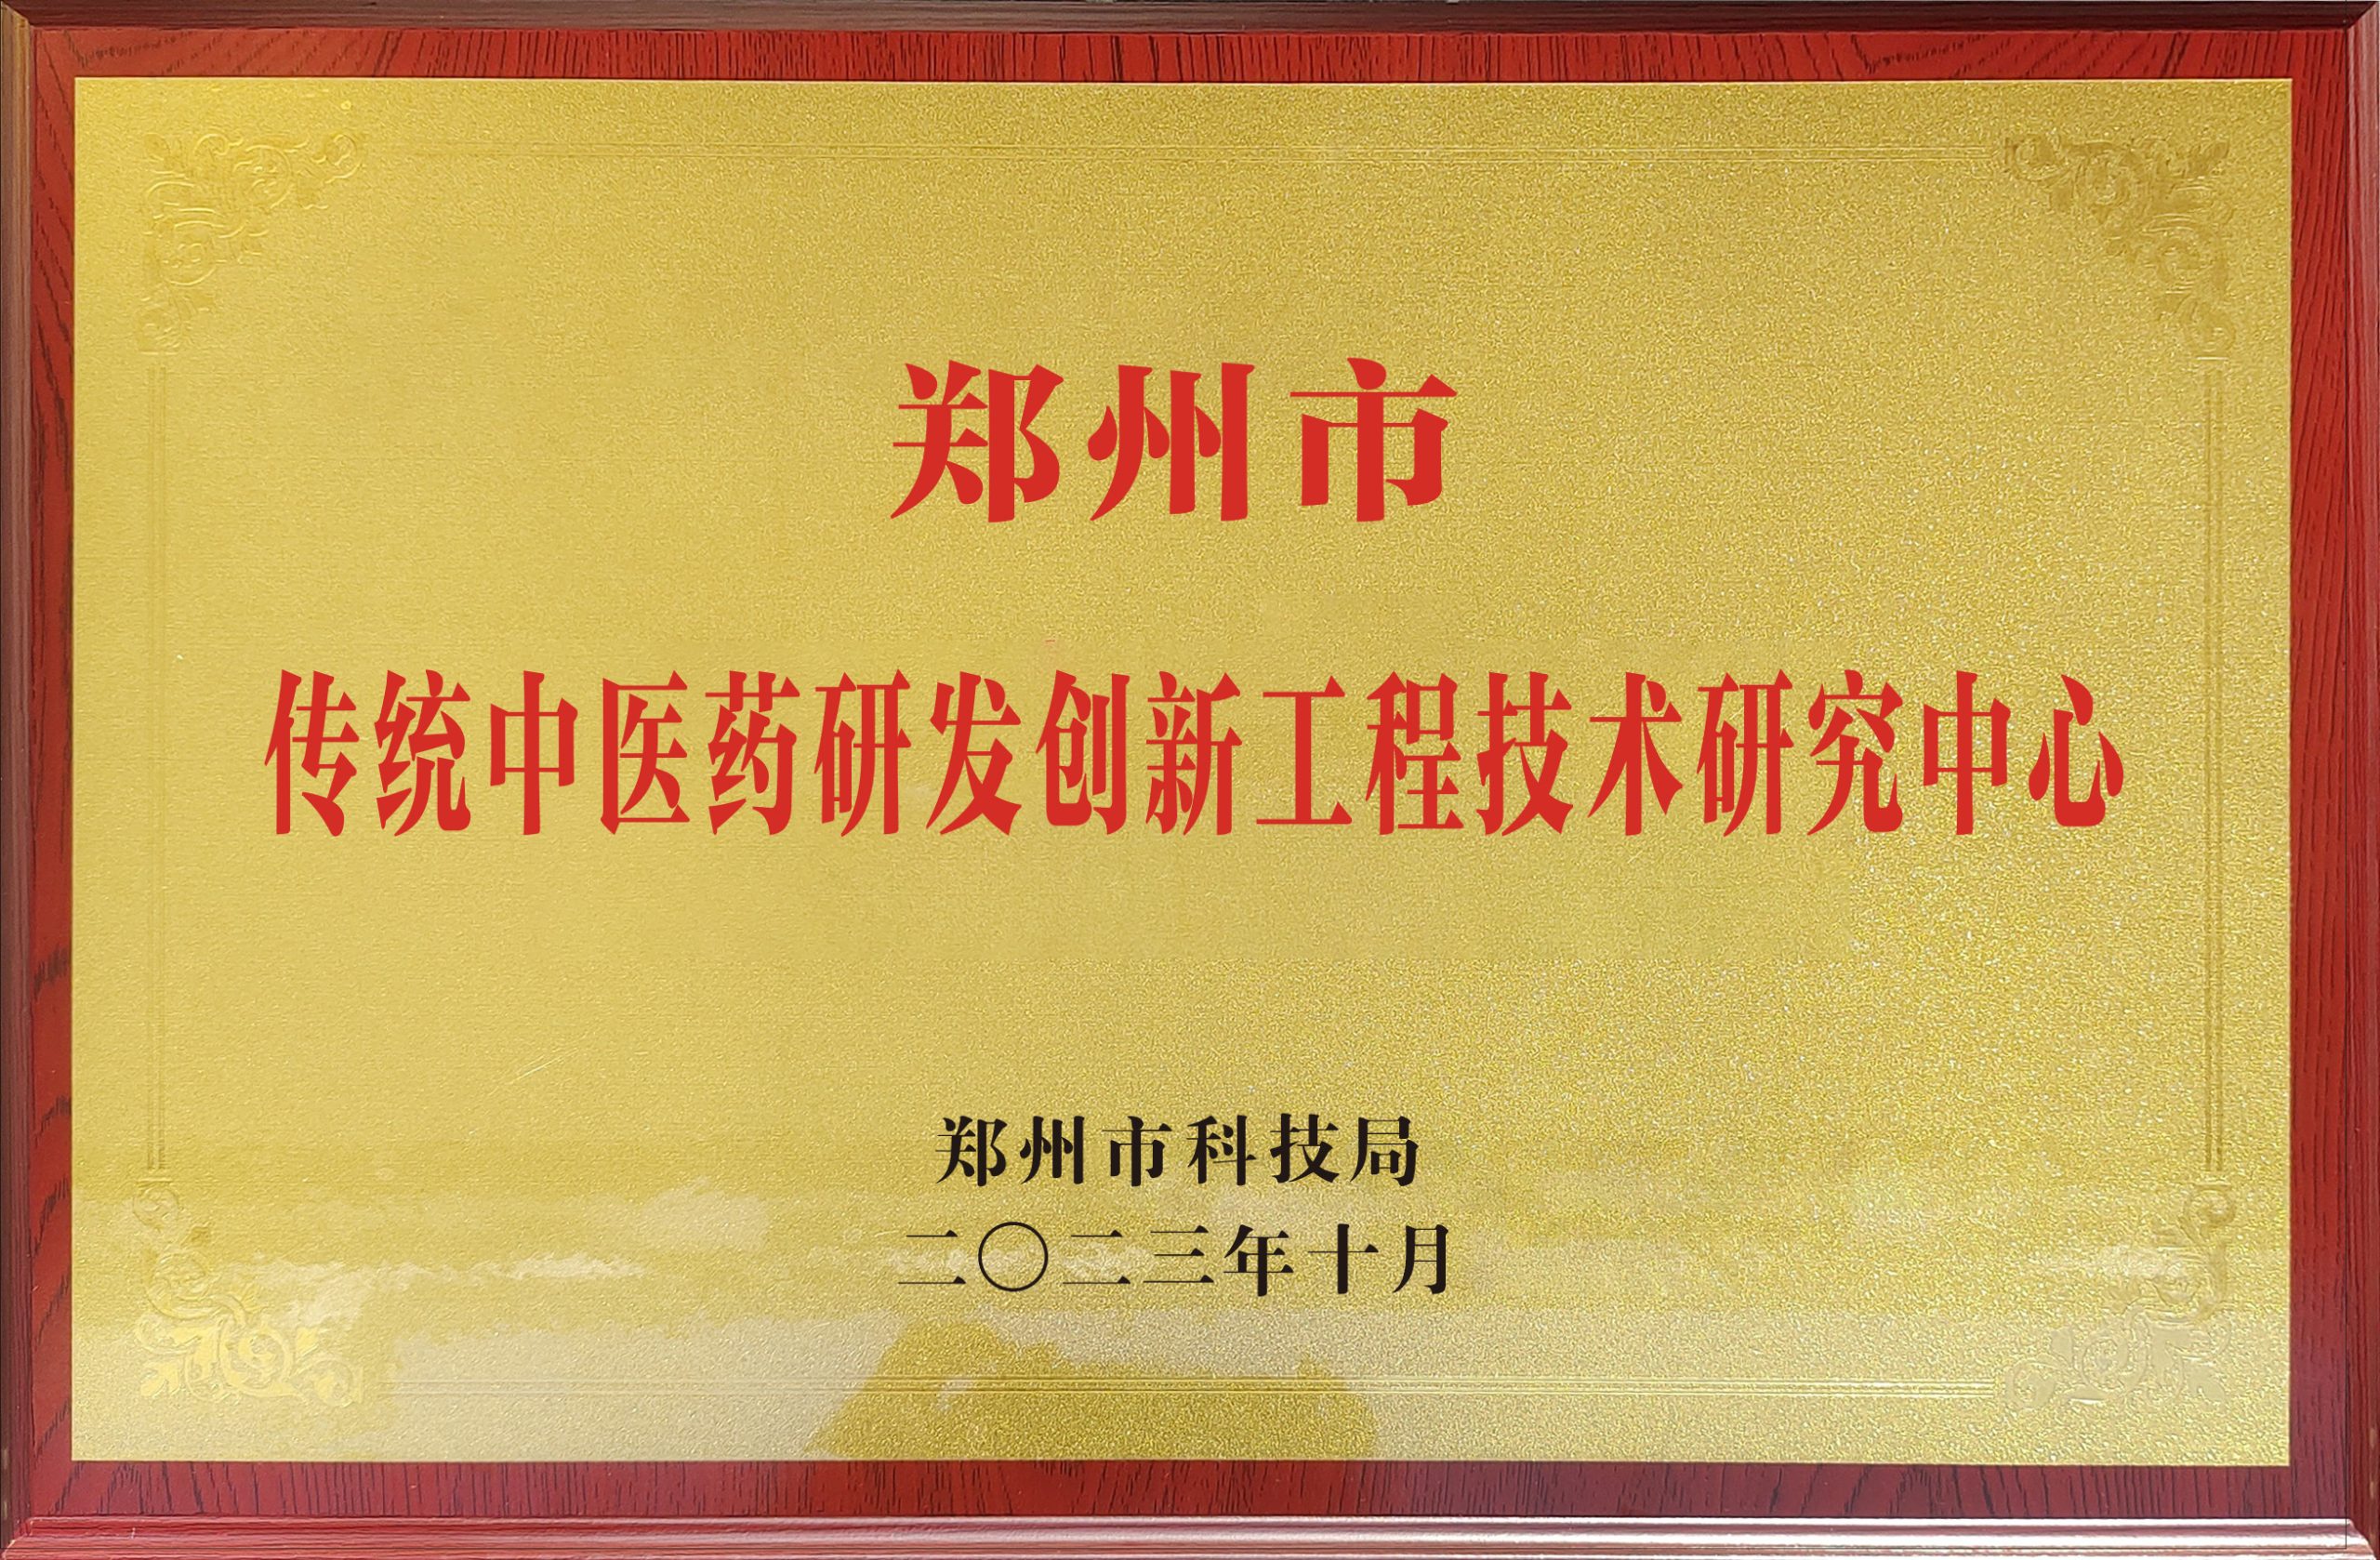 郑州市
传统中医药研发创新工程技术研究中心
郑州市科技局
二〇二三年十月